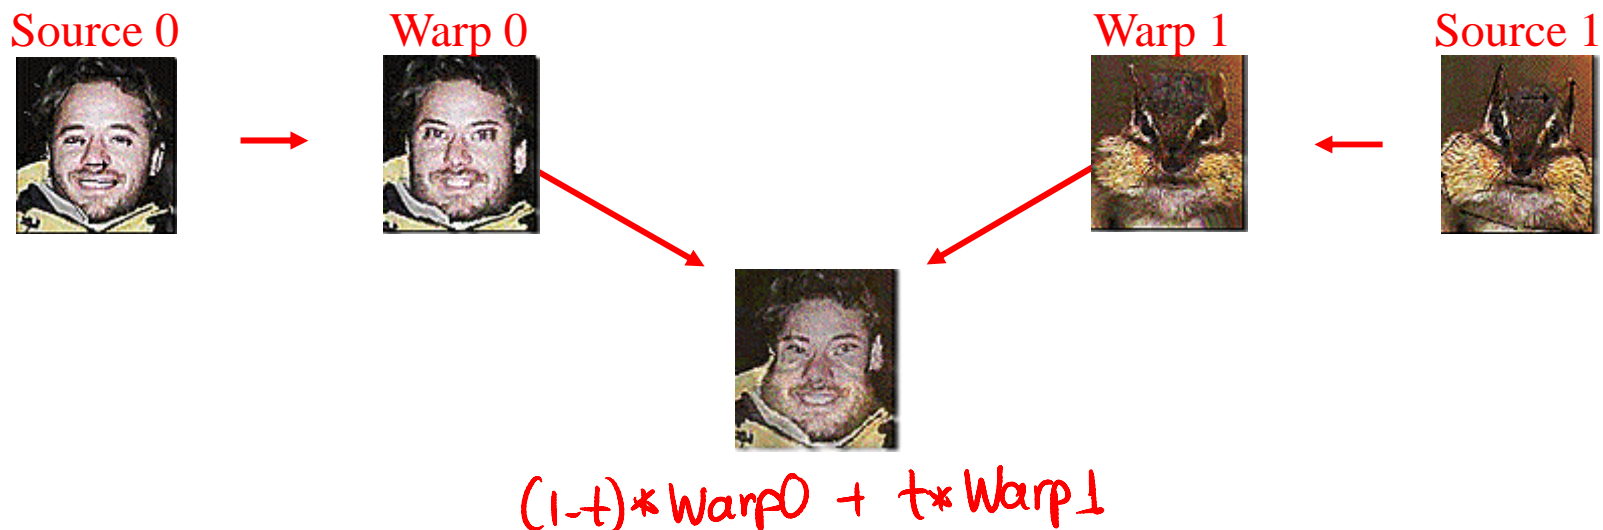 Source 0
Warp 0
Warp 1
Source 1
(1-t)*Warp0 + t*Warp1